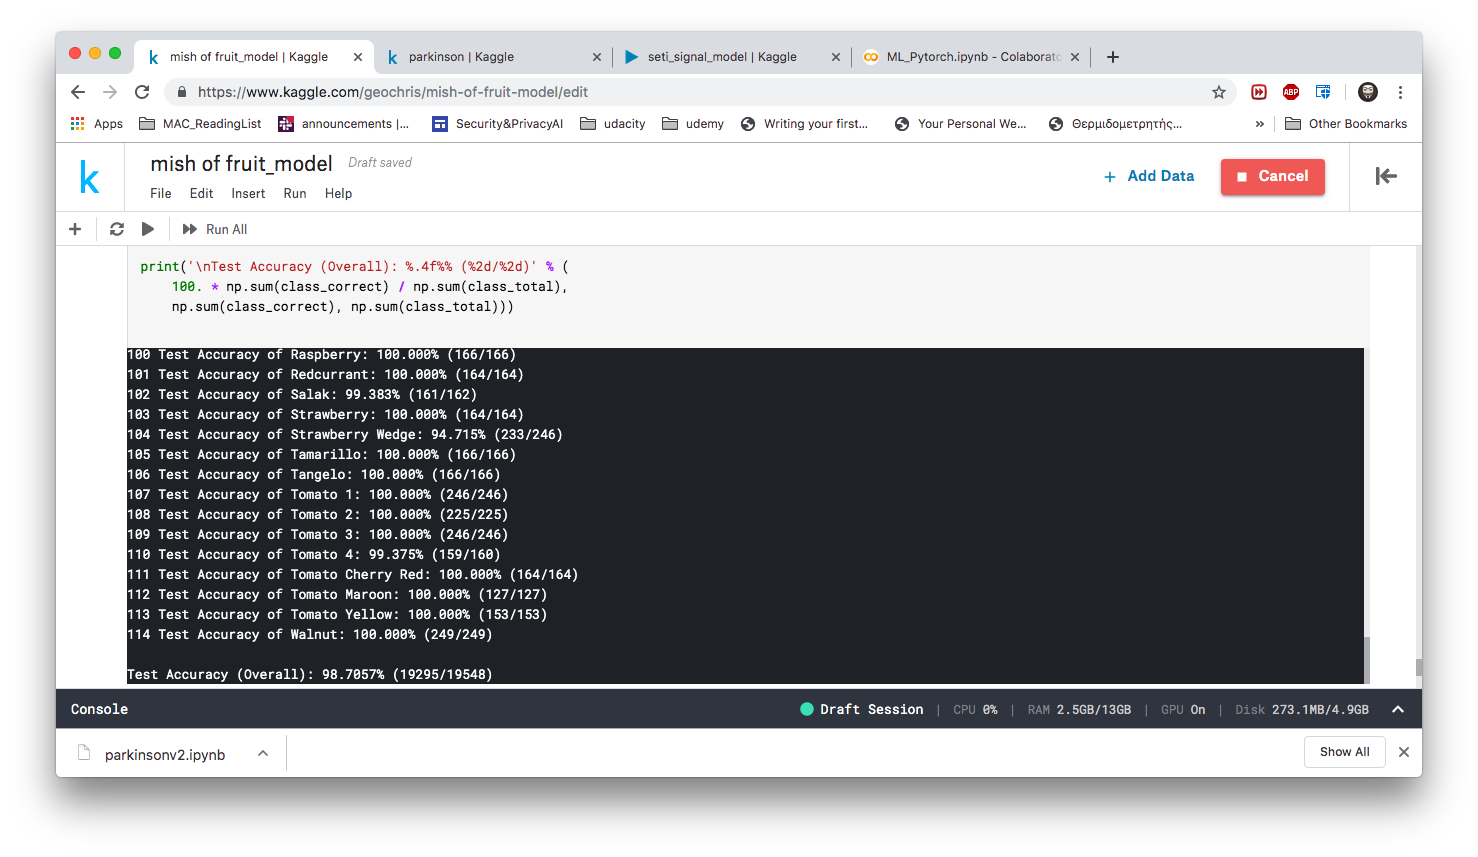 mish of fruit_model | Kaggle
parkinson | Kaggle
seti_signal_model | Kaggle
ML_Pytorch.ipynb - Colaborato
https://www.kaggle.com/geochris/mish-of-fruit-model/edit
ABP
Apps
MAC_ReadingList
announcements |...
Security&PrivacyAI
udacity
udemy
Writing your first...
Your Personal We...
Θερμιδομετρητής...
»
Other Bookmarks
k
mish of fruit_model
Draft saved
File Edit Insert Run Help
+ Add Data
Cancel
Run All
print('\nTest Accuracy (Overall): %.4f%% (%2d/%2d)' % (
100. * np.sum(class_correct) / np.sum(class_total),
np.sum(class_correct), np.sum(class_total)))
100 Test Accuracy of Raspberry: 100.000% (166/166)
101 Test Accuracy of Redcurrant: 100.000% (164/164)
102 Test Accuracy of Salak: 99.383% (161/162)
103 Test Accuracy of Strawberry: 100.000% (164/164)
104 Test Accuracy of Strawberry Wedge: 94.715% (233/246)
105 Test Accuracy of Tamarillo: 100.000% (166/166)
106 Test Accuracy of Tangelo: 100.000% (166/166)
107 Test Accuracy of Tomato 1: 100.000% (246/246)
108 Test Accuracy of Tomato 2: 100.000% (225/225)
109 Test Accuracy of Tomato 3: 100.000% (246/246)
110 Test Accuracy of Tomato 4: 99.375% (159/160)
111 Test Accuracy of Tomato Cherry Red: 100.000% (164/164)
112 Test Accuracy of Tomato Maroon: 100.000% (127/127)
113 Test Accuracy of Tomato Yellow: 100.000% (153/153)
114 Test Accuracy of Walnut: 100.000% (249/249)
Test Accuracy (Overall): 98.7057% (19295/19548)
Console
Draft Session | CPU 0% | RAM 2.5GB/13GB | GPU On | Disk 273.1MB/4.9GB
parkinsonv2.ipynb
Show All